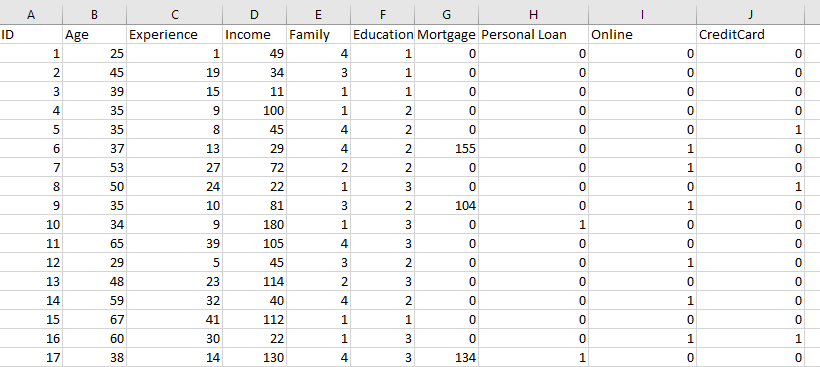 A B C D E F G H I J
ID Age Experience Income Family Education Mortgage Personal Loan Online CreditCard
1 25 1 49 4 1 0 0 0 0
2 45 19 34 3 1 0 0 0 0
3 39 15 11 1 1 0 0 0 0
4 35 9 100 1 2 0 0 0 0
5 35 8 45 4 2 0 0 0 1
6 37 13 29 4 2 155 0 1 0
7 53 27 72 2 2 0 0 1 0
8 50 24 22 1 3 0 0 0 1
9 35 10 81 3 2 104 0 1 0
10 34 9 180 1 3 0 1 0 0
11 65 39 105 4 3 0 0 0 0
12 29 5 45 3 2 0 0 1 0
13 48 23 114 2 3 0 0 0 0
14 59 32 40 4 2 0 0 1 0
15 67 41 112 1 1 0 0 0 0
16 60 30 22 1 3 0 0 1 1
17 38 14 130 4 3 134 1 0 0